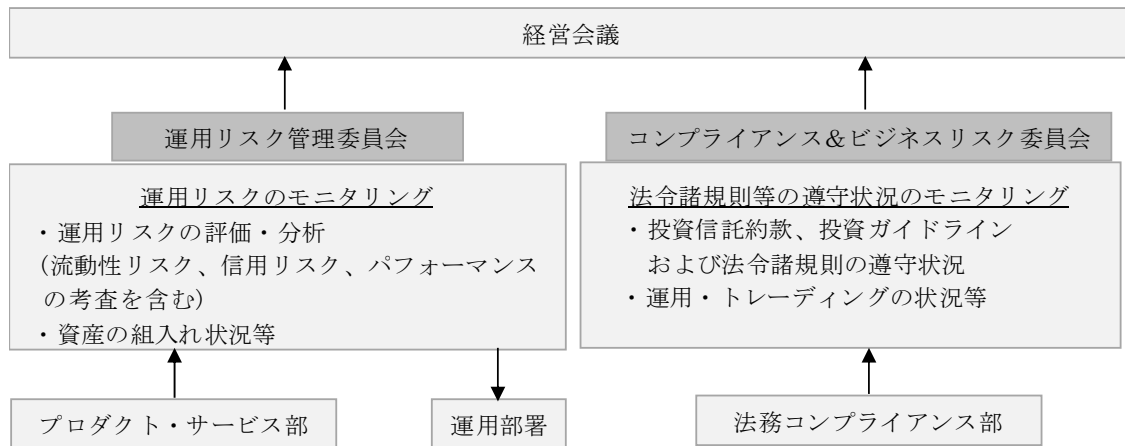 経営会議
運用リスク管理委員会
運用リスクのモニタリング
・運用リスクの評価・分析
(流動性リスク、信用リスク、パフォーマンス
の考査を含む)
・資産の組入れ状況等
プロダクト・サービス部
運用部署
コンプライアンス&ビジネスリスク委員会
法令諸規則等の遵守状況のモニタリング
・投資信託約款、投資ガイドライン
および法令諸規則の遵守状況
・運用・トレーディングの状況等
法務コンプライアンス部